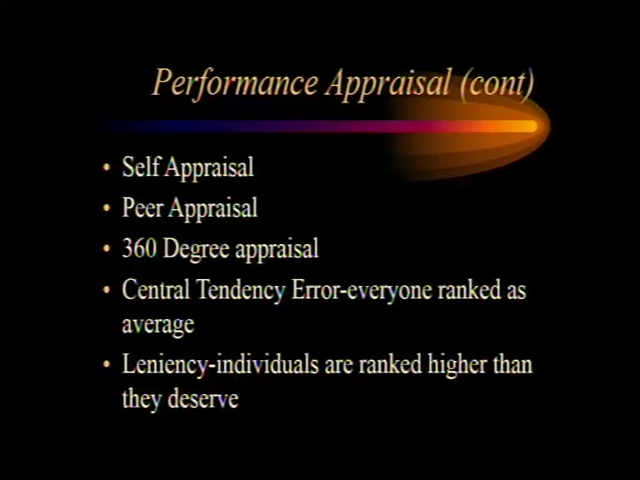 Performance Appraisal (cont)
• Self Appraisal
• Peer Appraisal
• 360 Degree appraisal
• Central Tendency Error-everyone ranked as
average
• Leniency-individuals are ranked higher than
they deserve